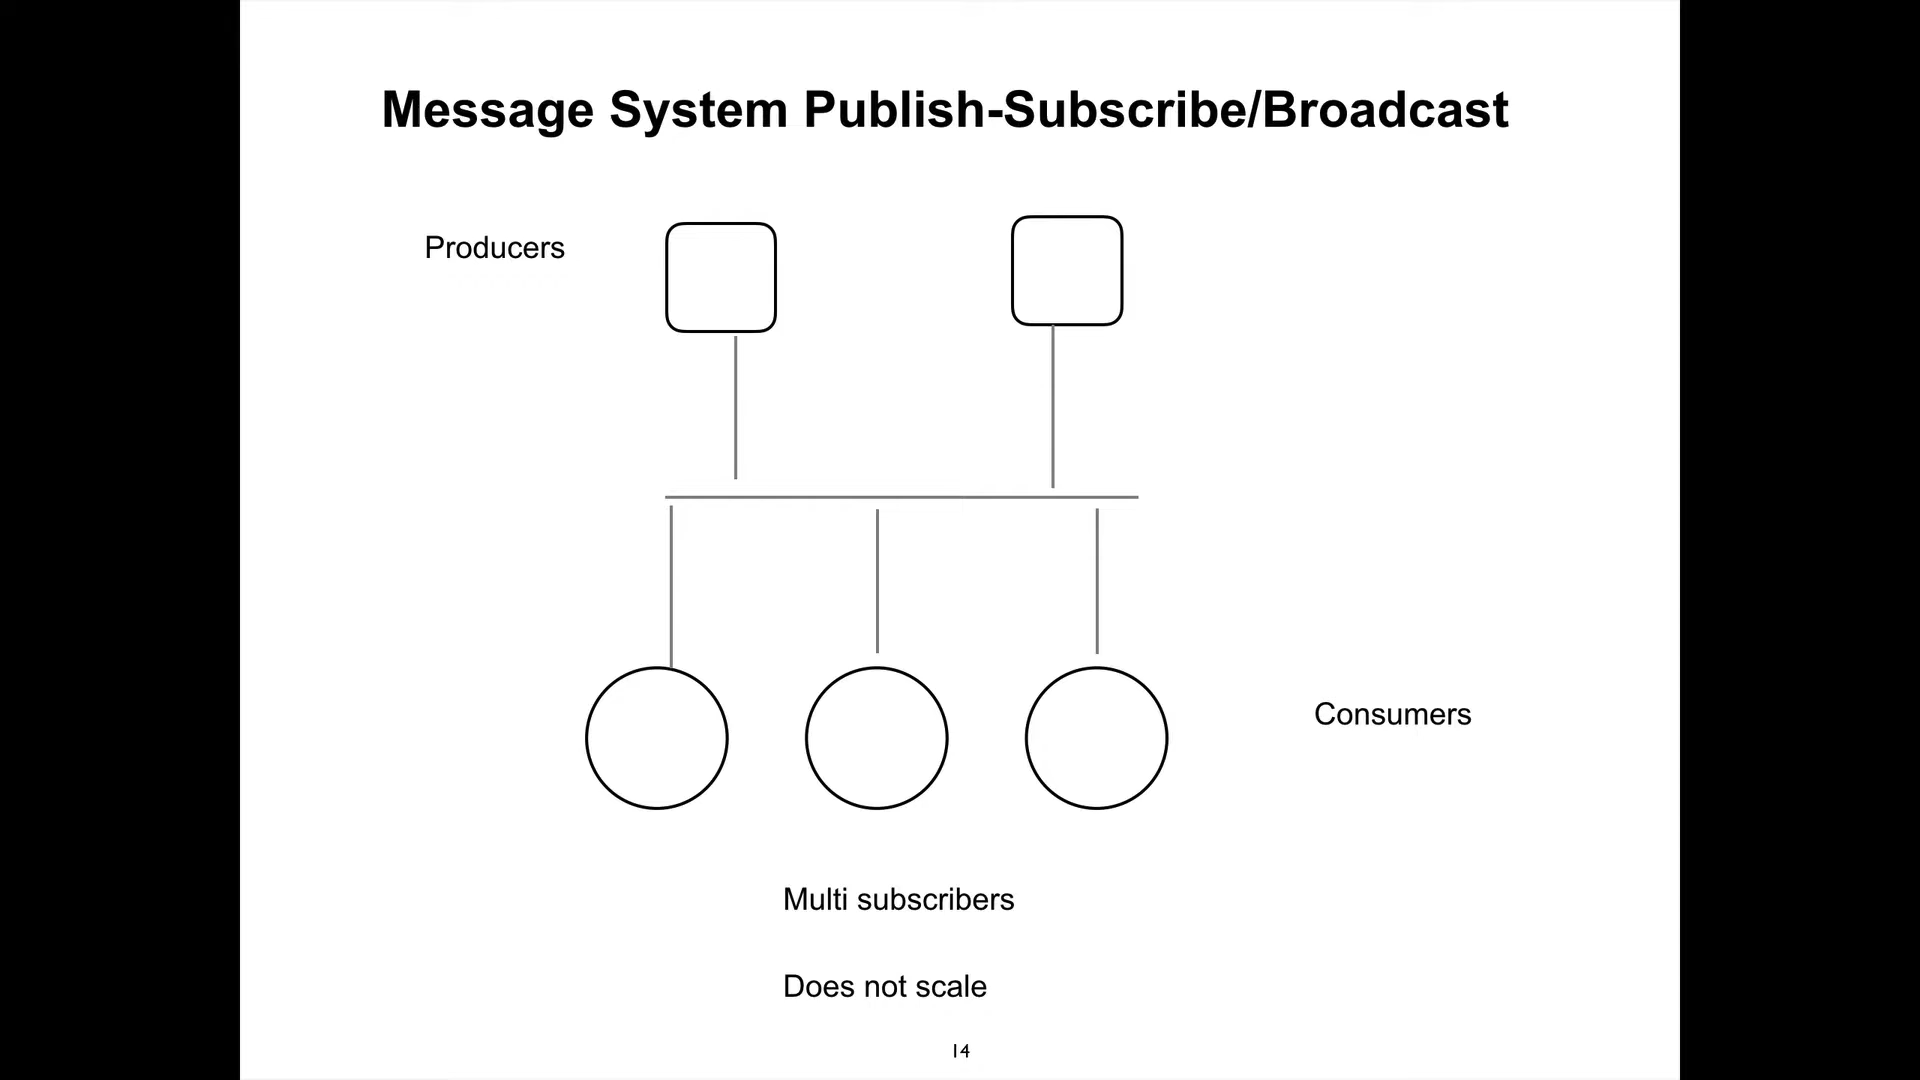 Message System Publish-Subscribe/Broadcast
Producers
Consumers
Multi subscribers
Does not scale
14